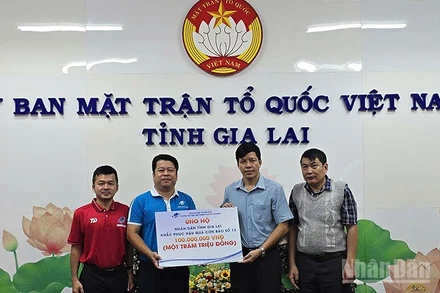 MẶT TRẬN TỔ QUỐC
VIỆT NAM
Y BAN MẶT TRẬN TỔ QUỐC VIỆT NA
TỈNH GIA LAI
ỦNG HỘ
NHÂN DÂN TỈNH GIA LAI
KHẮC PHỤC HẬU QUẢ CƠN BÃO SỐ 13
100.000.000 VNĐ
(MỘT TRĂM TRIỆU ĐỒNG)
NhânDân